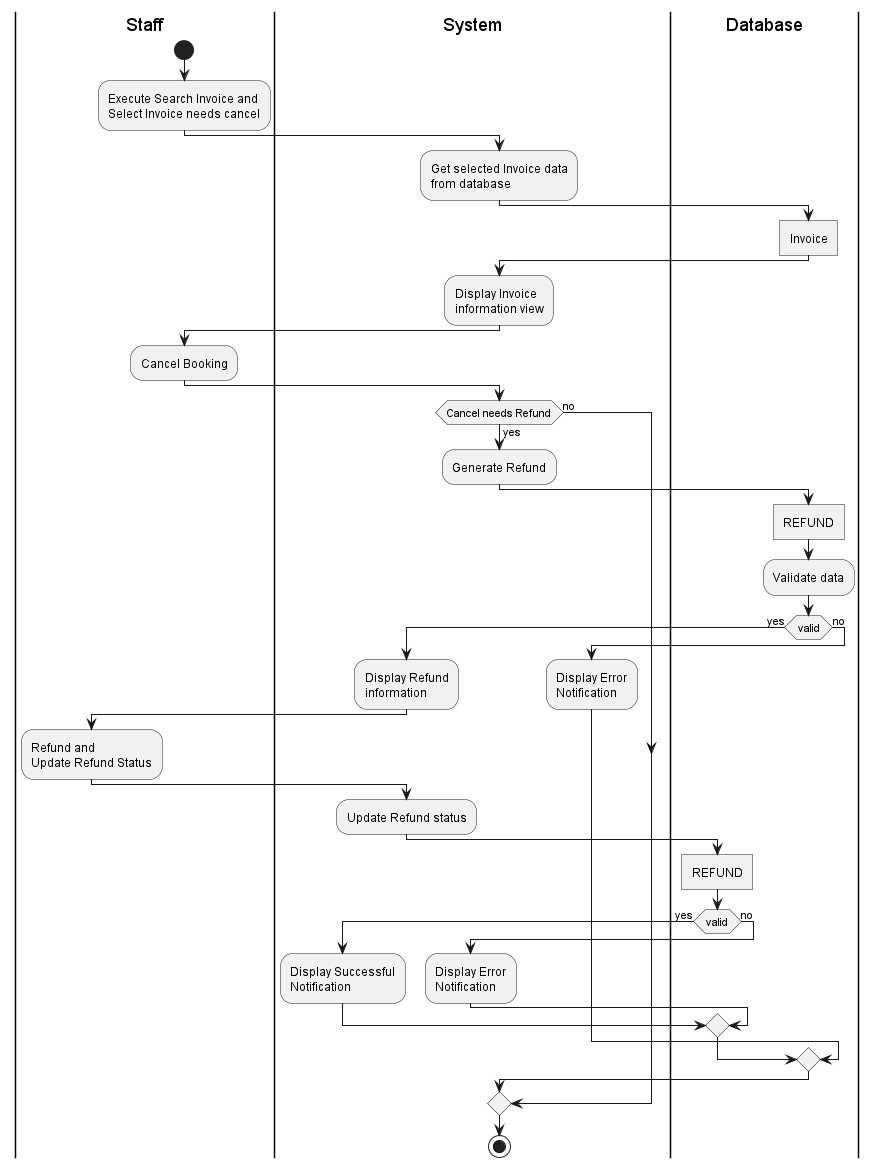 Staff
System
Database
Execute Search Invoice and
Select Invoice needs cancel
Get selected Invoice data
from database
Invoice
Display Invoice
information view
Cancel Booking
Cancel needs Refund
no
yes
Generate Refund
REFUND
Validate data
yes
valid
no
Display Refund
information
Display Error
Notification
Refund and
Update Refund Status
Update Refund status
REFUND
yes
valid
no
Display Successful
Notification
Display Error
Notification